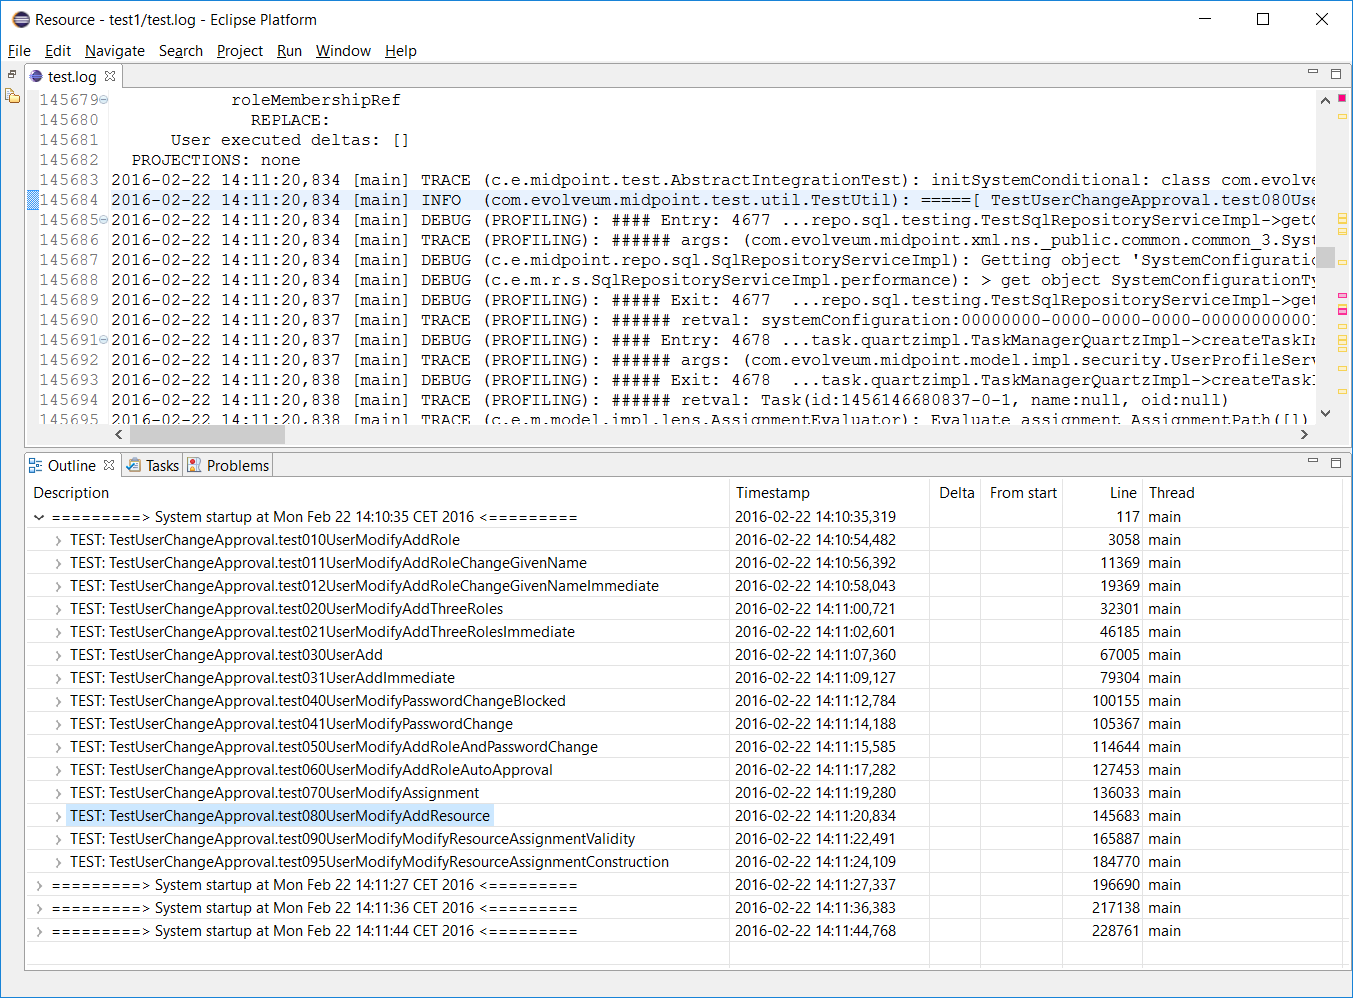 Resource - test1/test.log - Eclipse Platform
File Edit Navigate Search Project Run Window Help
test.log
145679 roleMembershipRef
145680 REPLACE:
145681 User executed deltas: []
145682 PROJECTIONS: none
145683 2016-02-22 14:11:20,834 [main] TRACE (c.e.midpoint.test.AbstractIntegrationTest): initSystemConditional: class com.evolve
145684 2016-02-22 14:11:20,834 [main] INFO (com.evolveum.midpoint.test.util.TestUtil): =====[ TestUserChangeApproval.test080Use
145685 2016-02-22 14:11:20,834 [main] DEBUG (PROFILING): #### Entry: 4677 ...repo.sql.testing.TestSqlRepositoryServiceImpl->getO
145686 2016-02-22 14:11:20,834 [main] TRACE (PROFILING): ###### args: (com.evolveum.midpoint.xml.ns._public.common.common_3.Syst
145687 2016-02-22 14:11:20,834 [main] DEBUG (c.e.midpoint.repo.sql.SqlRepositoryServiceImpl): Getting object 'SystemConfiguratio
145688 2016-02-22 14:11:20,834 [main] DEBUG (c.e.m.r.s.SqlRepositoryServiceImpl.performance): > get object SystemConfigurationTy
145689 2016-02-22 14:11:20,837 [main] DEBUG (PROFILING): ##### Exit: 4677 ...repo.sql.testing.TestSqlRepositoryServiceImpl->get
145690 2016-02-22 14:11:20,837 [main] TRACE (PROFILING): ###### retval: systemConfiguration:00000000-0000-0000-0000-000000000001
145691 2016-02-22 14:11:20,837 [main] DEBUG (PROFILING): #### Entry: 4678 ...task.quartzimpl.TaskManagerQuartzImpl->createTaskIn
145692 2016-02-22 14:11:20,837 [main] TRACE (PROFILING): ###### args: (com.evolveum.midpoint.model.impl.security.UserProfileServ
145693 2016-02-22 14:11:20,838 [main] DEBUG (PROFILING): ##### Exit: 4678 ...task.quartzimpl.TaskManagerQuartzImpl->createTaskI
145694 2016-02-22 14:11:20,838 [main] TRACE (PROFILING): ###### retval: Task(id:1456146680837-0-1, name:null, oid:null)
145695 2016-02-22 14:11:20,838 [main] TRACE (c.e.m.model.impl.lens.AssignmentEvaluator): Evaluate assignment AssignmentPath([])
Outline Tasks Problems
Description Timestamp Delta From start Line Thread
=========> System startup at Mon Feb 22 14:10:35 CET 2016 <========= 2016-02-22 14:10:35,319 117 main
TEST: TestUserChangeApproval.test010UserModifyAddRole 2016-02-22 14:10:54,482 3058 main
TEST: TestUserChangeApproval.test011UserModifyAddRoleChangeGivenName 2016-02-22 14:10:56,392 11369 main
TEST: TestUserChangeApproval.test012UserModifyAddRoleChangeGivenNameImmediate 2016-02-22 14:10:58,043 19369 main
TEST: TestUserChangeApproval.test020UserModifyAddThreeRoles 2016-02-22 14:11:00,721 32301 main
TEST: TestUserChangeApproval.test021UserModifyAddThreeRolesImmediate 2016-02-22 14:11:02,601 46185 main
TEST: TestUserChangeApproval.test030UserAdd 2016-02-22 14:11:07,360 67005 main
TEST: TestUserChangeApproval.test031UserAddImmediate 2016-02-22 14:11:09,127 79304 main
TEST: TestUserChangeApproval.test040UserModifyPasswordChangeBlocked 2016-02-22 14:11:12,784 100155 main
TEST: TestUserChangeApproval.test041UserModifyPasswordChange 2016-02-22 14:11:14,188 105367 main
TEST: TestUserChangeApproval.test050UserModifyAddRoleAndPasswordChange 2016-02-22 14:11:15,585 114644 main
TEST: TestUserChangeApproval.test060UserModifyAddRoleAutoApproval 2016-02-22 14:11:17,282 127453 main
TEST: TestUserChangeApproval.test070UserModifyAssignment 2016-02-22 14:11:19,280 136033 main
TEST: TestUserChangeApproval.test080UserModifyAddResource 2016-02-22 14:11:20,834 145683 main
TEST: TestUserChangeApproval.test090UserModifyModifyResourceAssignmentValidity 2016-02-22 14:11:22,491 165887 main
TEST: TestUserChangeApproval.test095UserModifyModifyResourceAssignmentConstruction 2016-02-22 14:11:24,109 184770 main
=========> System startup at Mon Feb 22 14:11:27 CET 2016 <========= 2016-02-22 14:11:27,337 196690 main
=========> System startup at Mon Feb 22 14:11:36 CET 2016 <========= 2016-02-22 14:11:36,383 217138 main
=========> System startup at Mon Feb 22 14:11:44 CET 2016 <========= 2016-02-22 14:11:44,768 228761 main